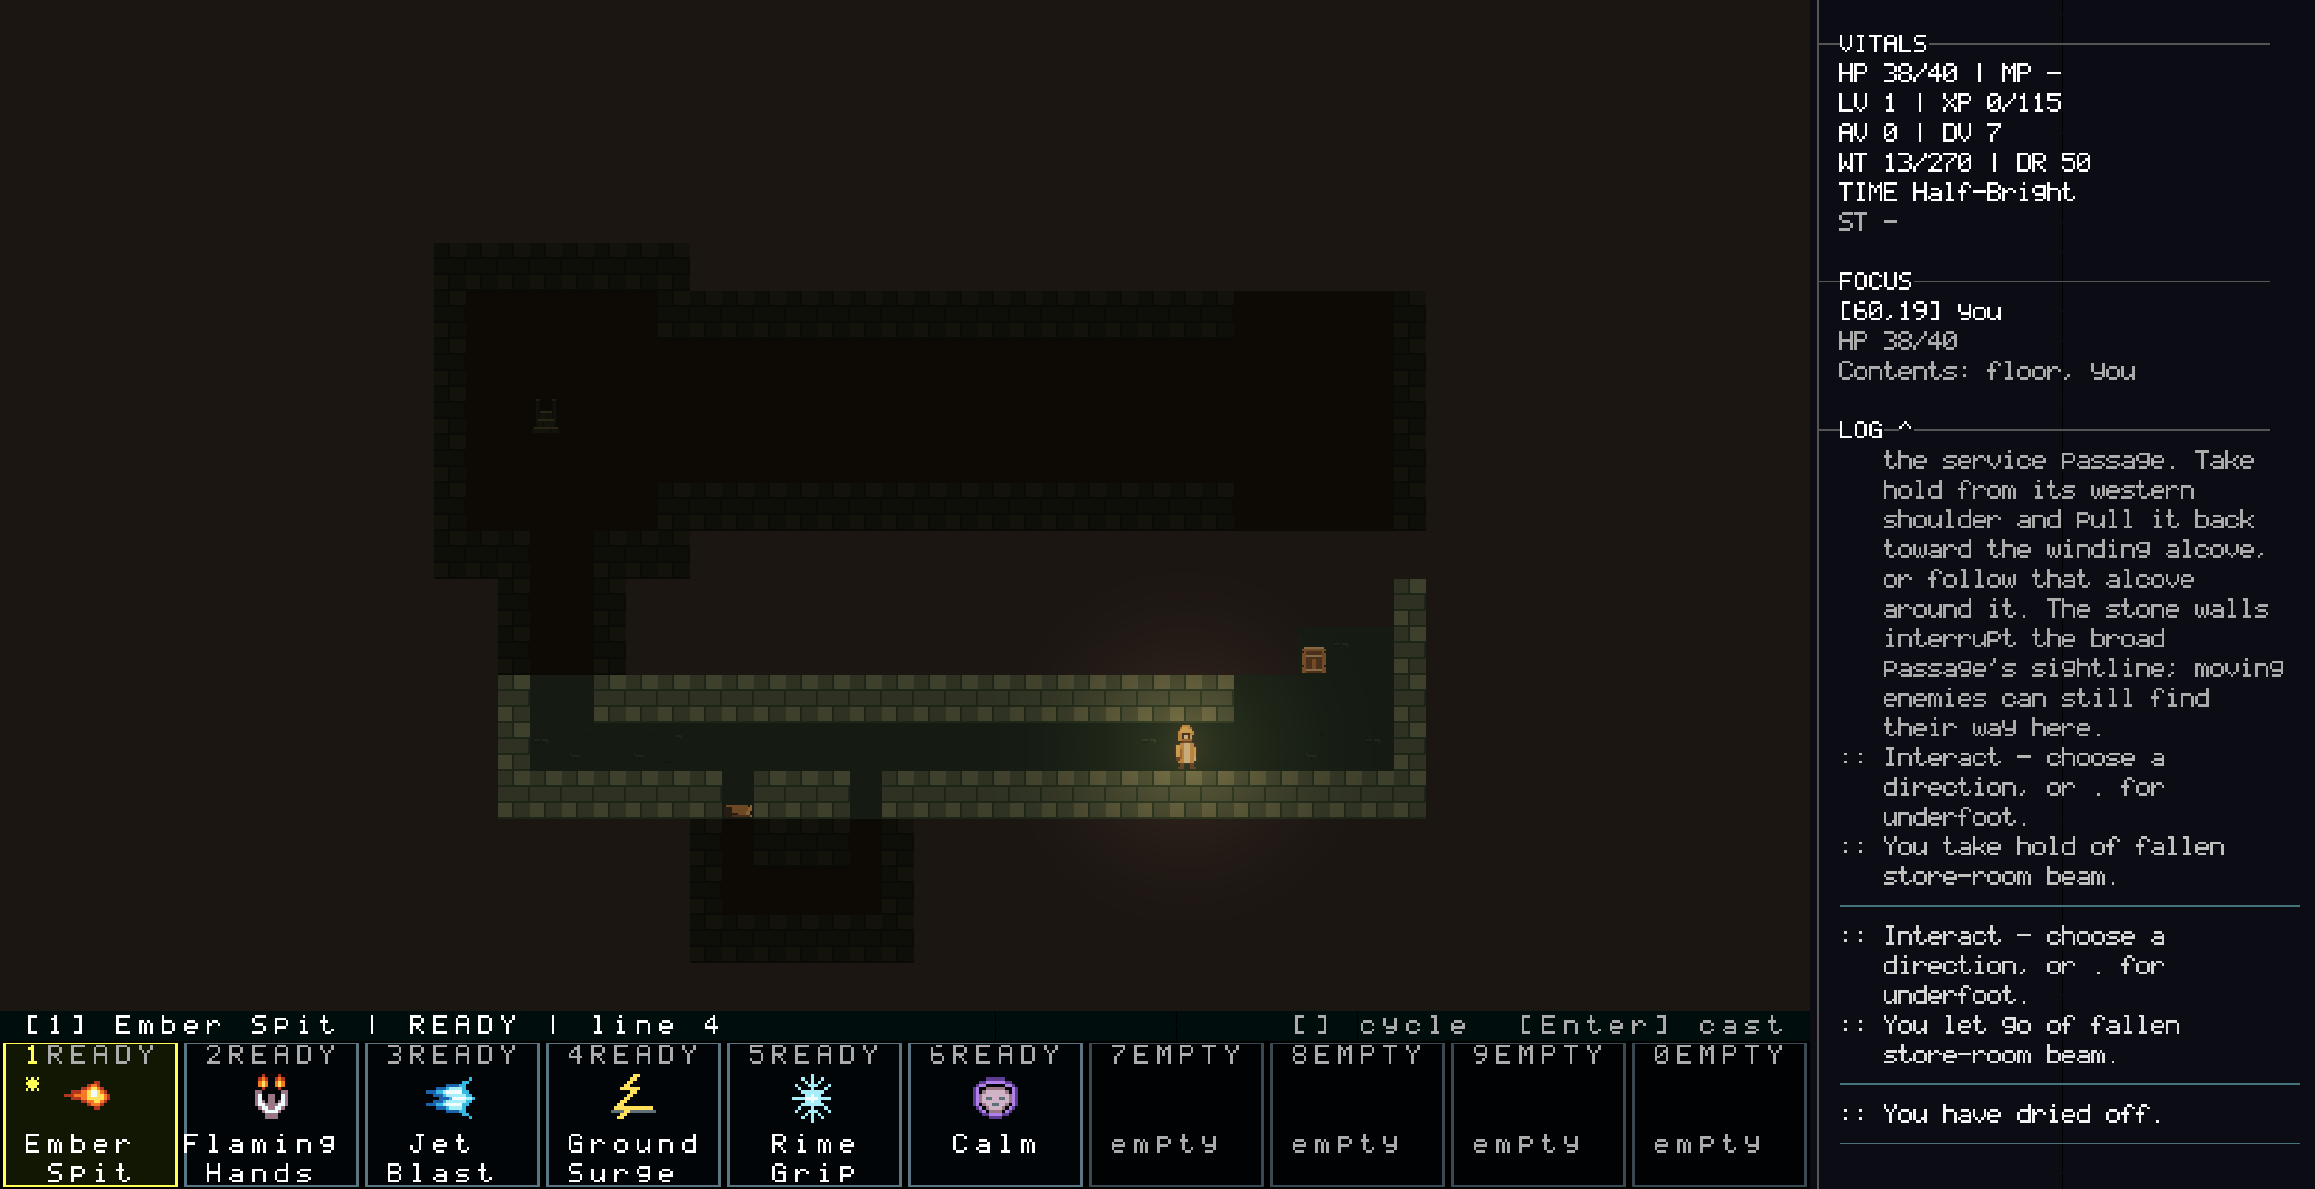 VITALS
HP 38/40 | MP -
LV 1 | XP 0/115
AV 0 | DV 7
WT 13/270 | DR 50
TIME Half-Bright
ST -
FOCUS
[60,19] you
HP 38/40
Contents: floor, you
LOG ^
the service passage. Take
hold from its western
shoulder and pull it back
toward the winding alcove,
or follow that alcove
around it. The stone walls
interrupt the broad
passage's sightline; moving
enemies can still find
their way here.
:: Interact - choose a
direction, or . for
underfoot.
:: You take hold of fallen
store-room beam.
:: Interact - choose a
direction, or . for
underfoot.
:: You let go of fallen
store-room beam.
:: You have dried off.
[1] Ember Spit | READY | line 4
[] cycle [Enter] cast
1READY
*
Ember
Spit
2READY
Flaming
Hands
3READY
Jet
Blast
4READY
Ground
Surge
5READY
Rime
Grip
6READY
Calm
7EMPTY
empty
8EMPTY
empty
9EMPTY
empty
0EMPTY
empty